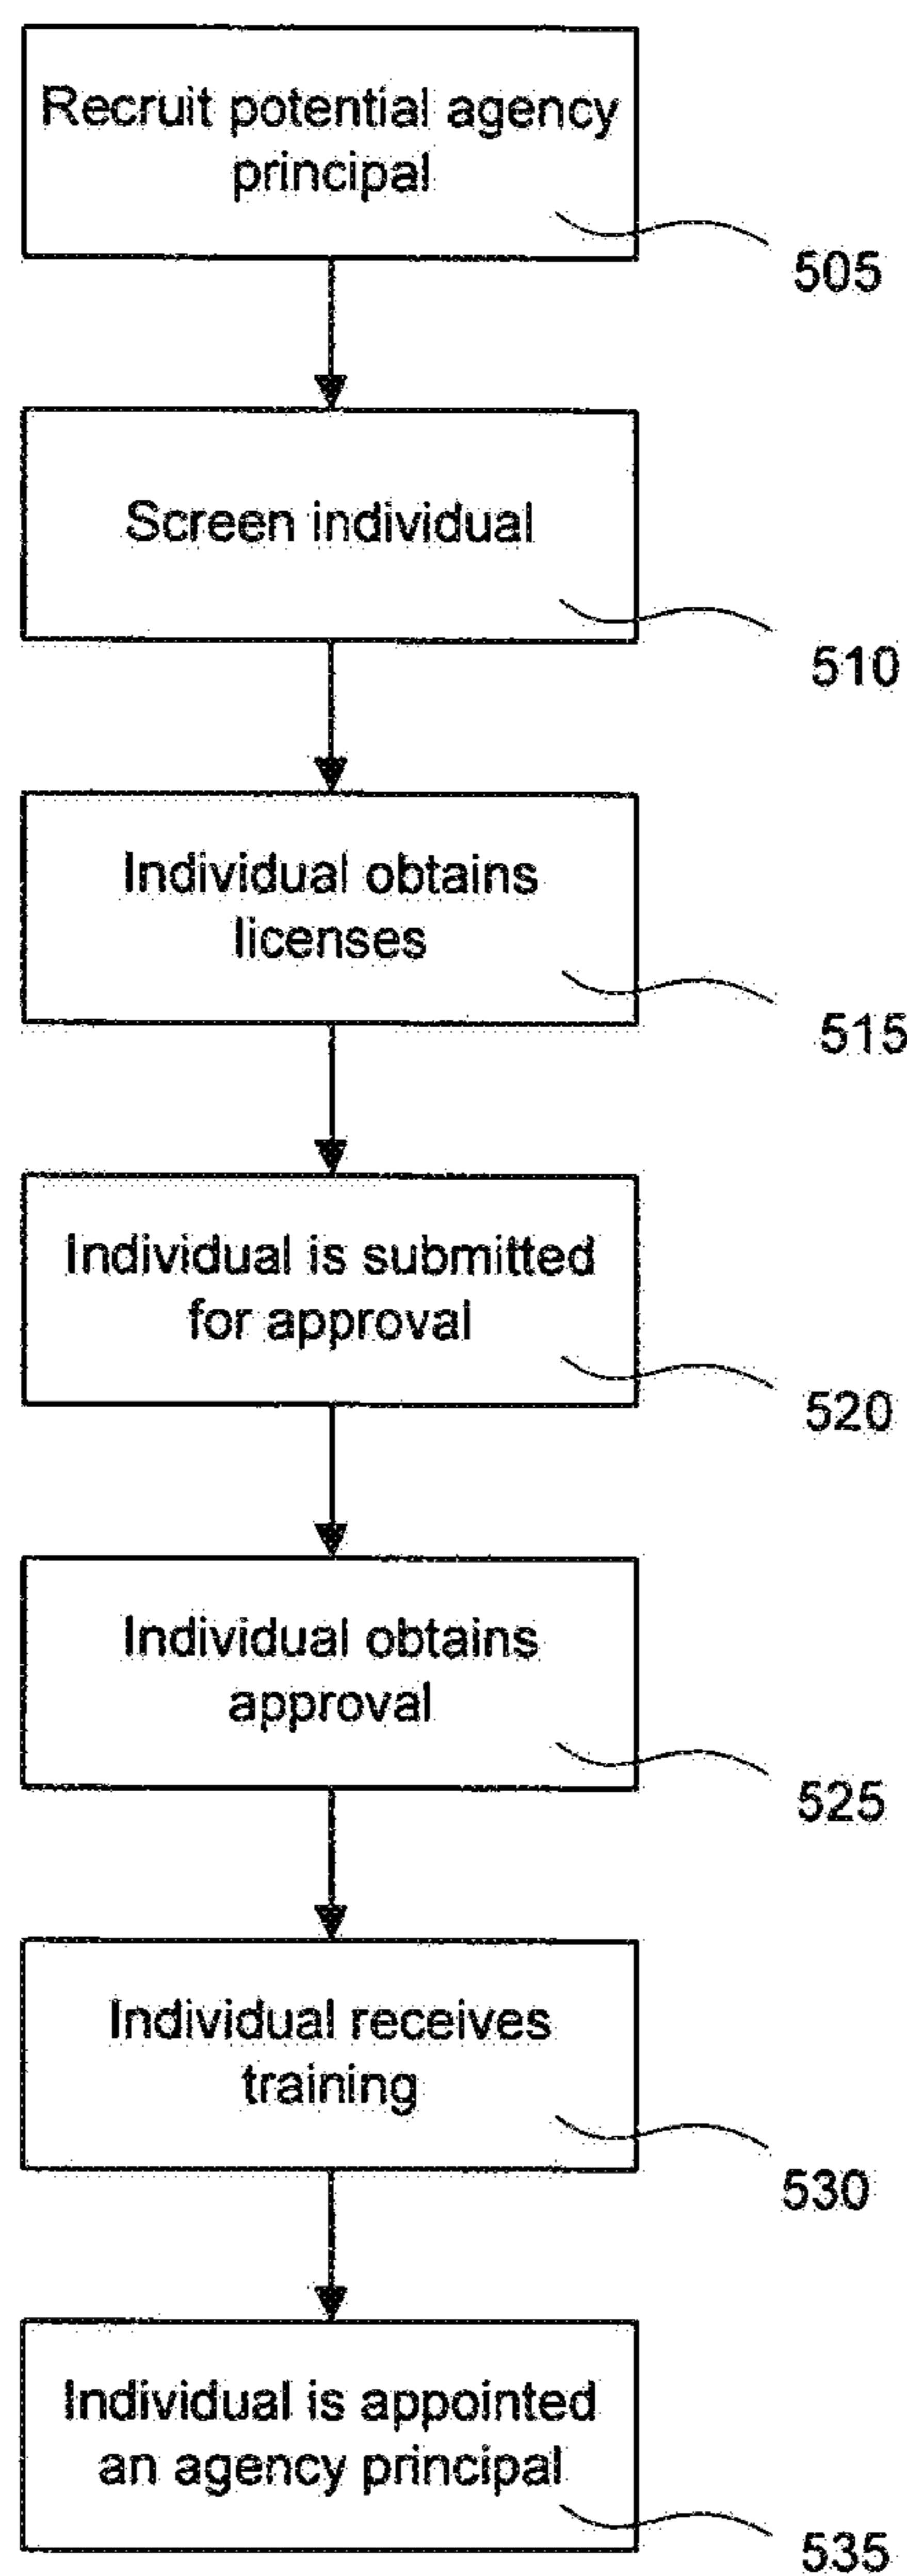 Recruit potential agency
principal
505
Screen individual
510
Individual obtains
licenses
515
Individual is submitted
for approval
520
Individual obtains
approval
525
Individual receives
training
530
Individual is appointed
an agency principal
535